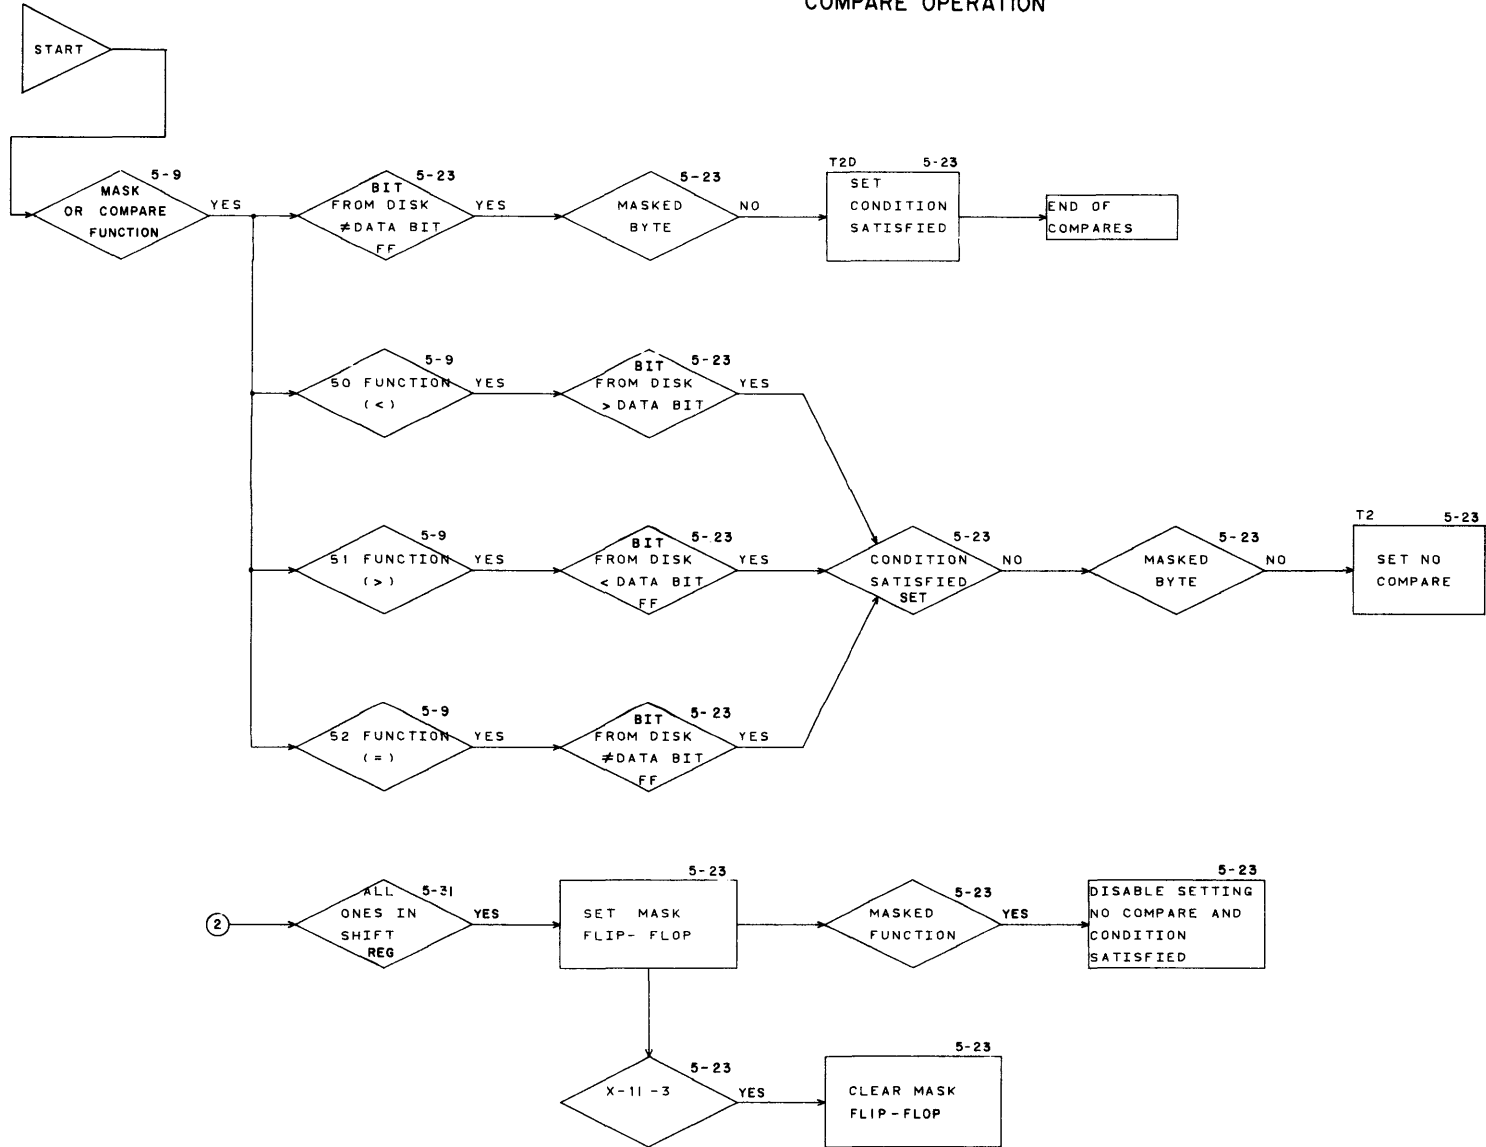 COMPARE OPERATION
START
5-9
MASK
OR COMPARE
FUNCTION
YES
5-23
BIT
FROM DISK
≠DATA BIT
FF
YES
5-23
MASKED
BYTE
NO
T2D 5-23
SET
CONDITION
SATISFIED
END OF
COMPARES
5-9
50 FUNCTION
(<)
YES
5-23
BIT
FROM DISK
>DATA BIT
YES
5-9
51 FUNCTION
(>)
YES
5-23
BIT
FROM DISK
<DATA BIT
FF
YES
5-23
CONDITION
SATISFIED
SET
NO
5-23
MASKED
BYTE
NO
T2 5-23
SET NO
COMPARE
5-9
52 FUNCTION
(=)
YES
5-23
BIT
FROM DISK
≠DATA BIT
FF
YES
2
5-31
ALL
ONES IN
SHIFT
REG
YES
5-23
SET MASK
FLIP-FLOP
5-23
MASKED
FUNCTION
YES
5-23
DISABLE SETTING
NO COMPARE AND
CONDITION
SATISFIED
5-23
X-11-3
YES
5-23
CLEAR MASK
FLIP-FLOP